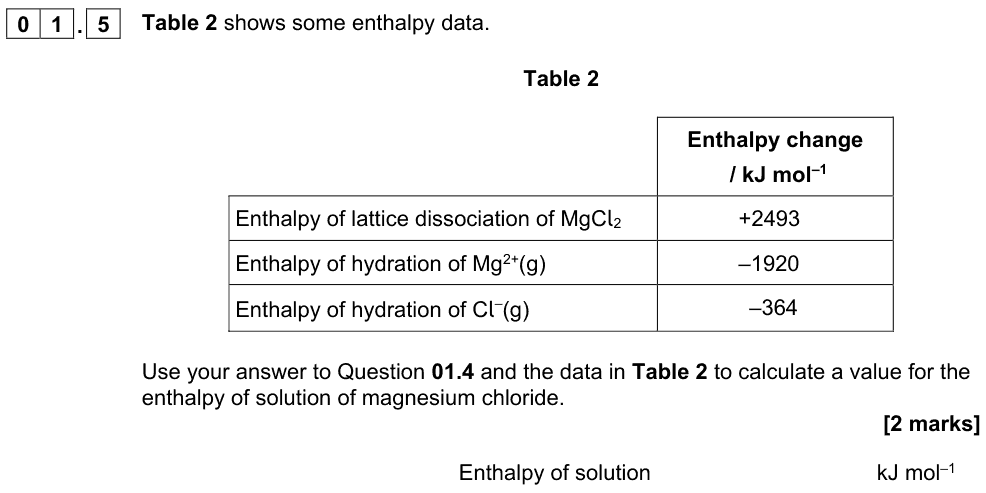 0 1 . 5 Table 2 shows some enthalpy data.
Table 2
Enthalpy change
/ kJ mol⁻¹
Enthalpy of lattice dissociation of MgCl₂ +2493
Enthalpy of hydration of Mg²⁺(g) –1920
Enthalpy of hydration of Cl⁻(g) –364
Use your answer to Question 01.4 and the data in Table 2 to calculate a value for the
enthalpy of solution of magnesium chloride.
[2 marks]
Enthalpy of solution kJ mol⁻¹